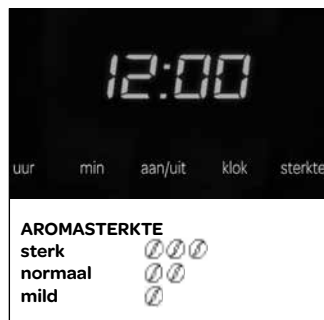 12:00
uur min aan/uit klok sterkte
AROMASTERKTE
sterk
normaal
mild